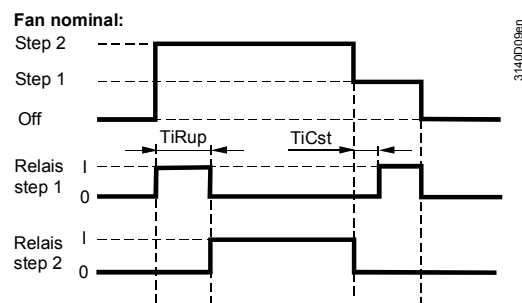 Fan nominal:
Step 2
Step 1
Off
TiRup
TiCst
Relais
step 1
I
0
Relais
step 2
I
0
3140D09en